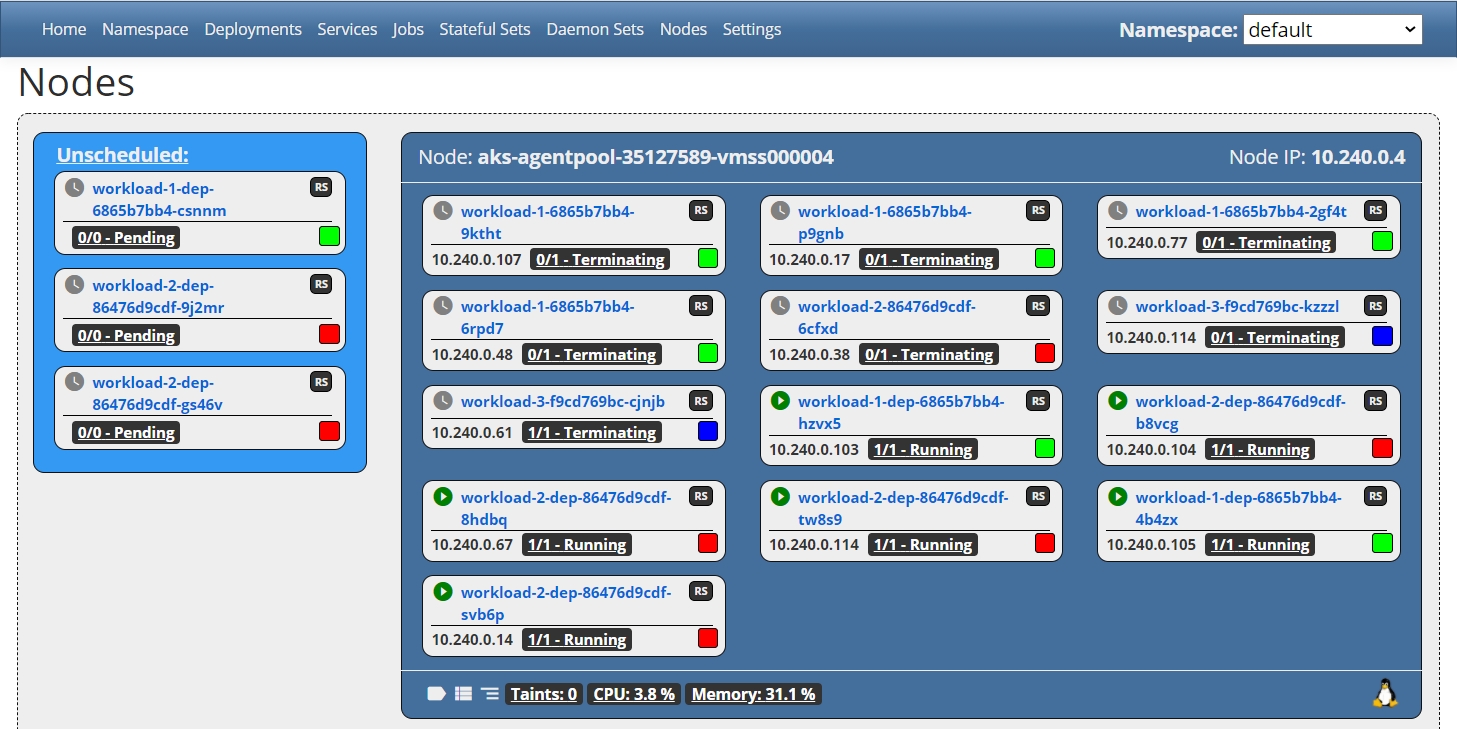 Home Namespace Deployments Services Jobs Stateful Sets Daemon Sets Nodes Settings Namespace: default
Nodes
Unscheduled:
workload-1-dep- RS
6865b7bb4-csnnm
0/0 - Pending
workload-2-dep- RS
86476d9cdf-9j2mr
0/0 - Pending
workload-2-dep- RS
86476d9cdf-gs46v
0/0 - Pending
Node: aks-agentpool-35127589-vmss000004 Node IP: 10.240.0.4
workload-1-6865b7bb4- RS
9ktht
10.240.0.107 0/1 - Terminating
workload-1-6865b7bb4- RS
p9gnb
10.240.0.17 0/1 - Terminating
workload-1-6865b7bb4-2gf4t RS
10.240.0.77 0/1 - Terminating
workload-1-6865b7bb4- RS
6rpd7
10.240.0.48 0/1 - Terminating
workload-2-86476d9cdf- RS
6cfxd
10.240.0.38 0/1 - Terminating
workload-3-f9cd769bc-kzzzl RS
10.240.0.114 0/1 - Terminating
workload-3-f9cd769bc-cjnjb RS
10.240.0.61 1/1 - Terminating
workload-1-dep-6865b7bb4- RS
hzvx5
10.240.0.103 1/1 - Running
workload-2-dep-86476d9cdf- RS
b8vcg
10.240.0.104 1/1 - Running
workload-2-dep-86476d9cdf- RS
8hdbq
10.240.0.67 1/1 - Running
workload-2-dep-86476d9cdf- RS
tw8s9
10.240.0.114 1/1 - Running
workload-1-dep-6865b7bb4- RS
4b4zx
10.240.0.105 1/1 - Running
workload-2-dep-86476d9cdf- RS
svb6p
10.240.0.14 1/1 - Running
Taints: 0 CPU: 3.8 % Memory: 31.1 %